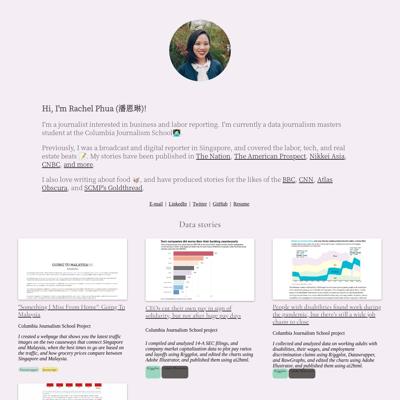 Hi, I'm Rachel Phua (潘恩琳)!
I'm a journalist interested in business and labor reporting. I'm currently a data journalism masters
student at the Columbia Journalism School
Previously, I was a broadcast and digital reporter in Singapore, and covered the labor, tech, and real
estate beats 📝. My stories have been published in The Nation, The American Prospect, Nikkei Asia,
CNBC, and more.
I also love writing about food 🥡, and have produced stories for the likes of the BBC, CNN, Atlas
Obscura, and SCMP's Goldthread.
E-mail | LinkedIn | Twitter | GitHub | Resume
Data stories
GOING TO MALAYSIA
"Something I Miss From Home": Going To
Malaysia
Columbia Journalism School Project
I created a webpage that shows you the latest traffic
images on the two causeways that connect Singapore
and Malaysia, when the best times to go are based on
the traffic, and how grocery prices compare between
Singapore and Malaysia.
CEOs cut their own pay in sign of
solidarity, but not after huge pay days
Columbia Journalism School project
I compiled and analyzed 14-A SEC filings, and
company market capitalization data to plot pay ratios
and layoffs using R/ggplot, and edited the charts using
Adobe Illustrator, and published them using ai2html.
People with disabilities found work during
the pandemic, but there's still a wide job
chasm to close
Columbia Journalism School project
I collected and analyzed data on working adults with
disabilities, their wages, and employment
discrimination claims using R/ggplot, Datawrapper,
and RawGraphs, and edited the charts using Adobe
Illustrator, and published them using ai2html.